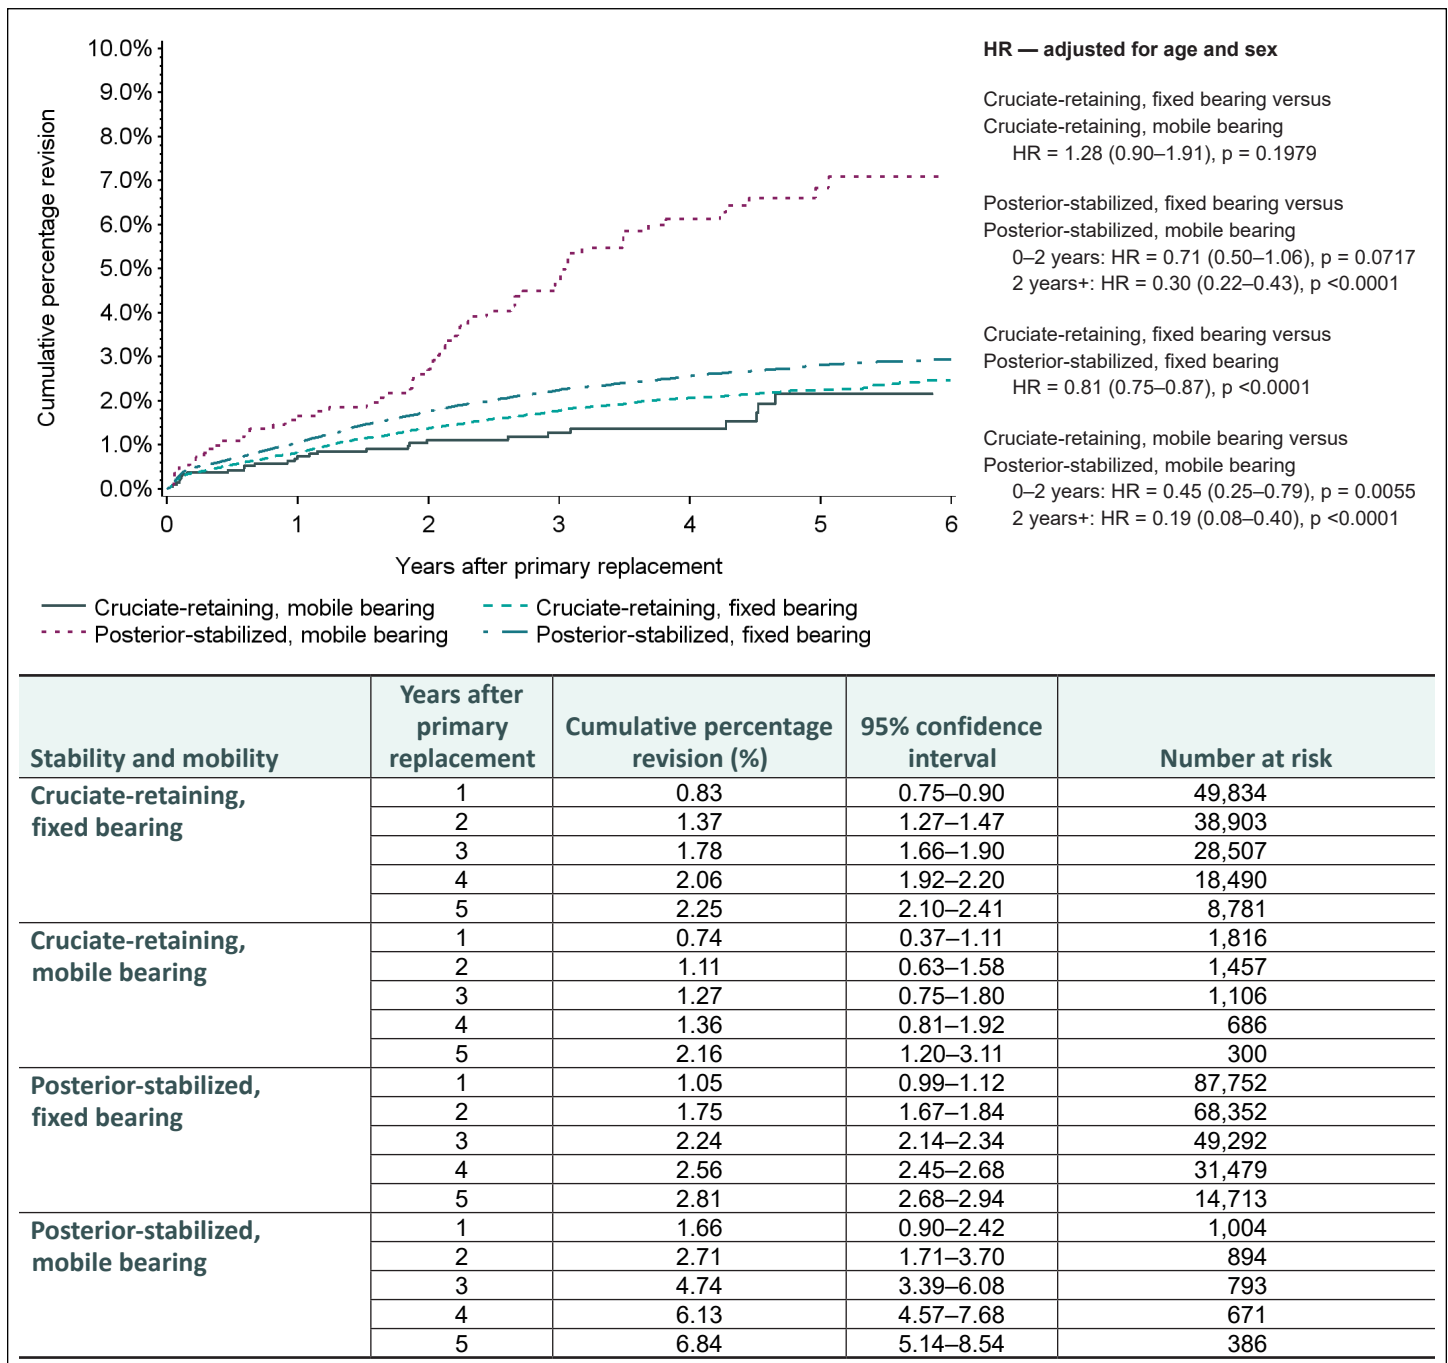 10.0%
9.0%
8.0%
7.0%
6.0%
5.0%
4.0%
3.0%
2.0%
1.0%
0.0%
Cumulative percentage revision
0 1 2 3 4 5 6
Years after primary replacement
Cruciate-retaining, mobile bearing
Cruciate-retaining, fixed bearing
Posterior-stabilized, mobile bearing
Posterior-stabilized, fixed bearing
HR — adjusted for age and sex
Cruciate-retaining, fixed bearing versus
Cruciate-retaining, mobile bearing
HR = 1.28 (0.90–1.91), p = 0.1979
Posterior-stabilized, fixed bearing versus
Posterior-stabilized, mobile bearing
0–2 years: HR = 0.71 (0.50–1.06), p = 0.0717
2 years+: HR = 0.30 (0.22–0.43), p <0.0001
Cruciate-retaining, fixed bearing versus
Posterior-stabilized, fixed bearing
HR = 0.81 (0.75–0.87), p <0.0001
Cruciate-retaining, mobile bearing versus
Posterior-stabilized, mobile bearing
0–2 years: HR = 0.45 (0.25–0.79), p = 0.0055
2 years+: HR = 0.19 (0.08–0.40), p <0.0001
Stability and mobility
Years after
primary
replacement
Cumulative percentage
revision (%)
95% confidence
interval
Number at risk
Cruciate-retaining,
fixed bearing
1 0.83 0.75–0.90 49,834
2 1.37 1.27–1.47 38,903
3 1.78 1.66–1.90 28,507
4 2.06 1.92–2.20 18,490
5 2.25 2.10–2.41 8,781
Cruciate-retaining,
mobile bearing
1 0.74 0.37–1.11 1,816
2 1.11 0.63–1.58 1,457
3 1.27 0.75–1.80 1,106
4 1.36 0.81–1.92 686
5 2.16 1.20–3.11 300
Posterior-stabilized,
fixed bearing
1 1.05 0.99–1.12 87,752
2 1.75 1.67–1.84 68,352
3 2.24 2.14–2.34 49,292
4 2.56 2.45–2.68 31,479
5 2.81 2.68–2.94 14,713
Posterior-stabilized,
mobile bearing
1 1.66 0.90–2.42 1,004
2 2.71 1.71–3.70 894
3 4.74 3.39–6.08 793
4 6.13 4.57–7.68 671
5 6.84 5.14–8.54 386